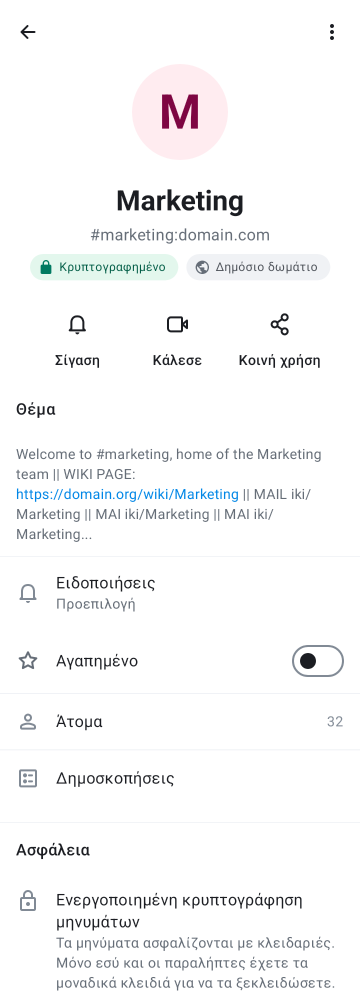 M
Marketing
#marketing:domain.com
Κρυπτογραφημένο
Δημόσιο δωμάτιο
Σίγαση
Κάλεσε
Κοινή χρήση
Θέμα
Welcome to #marketing, home of the Marketing
team || WIKI PAGE:
https://domain.org/wiki/Marketing || MAIL iki/
Marketing || MAI iki/Marketing || MAI iki/
Marketing...
Ειδοποιήσεις
Προεπιλογή
Αγαπημένο
Άτομα
32
Δημοσκοπήσεις
Ασφάλεια
Ενεργοποιημένη κρυπτογράφηση
μηνυμάτων
Τα μηνύματα ασφαλίζονται με κλειδαριές.
Μόνο εσύ και οι παραλήπτες έχετε τα
μοναδικά κλειδιά για να τα ξεκλειδώσετε.